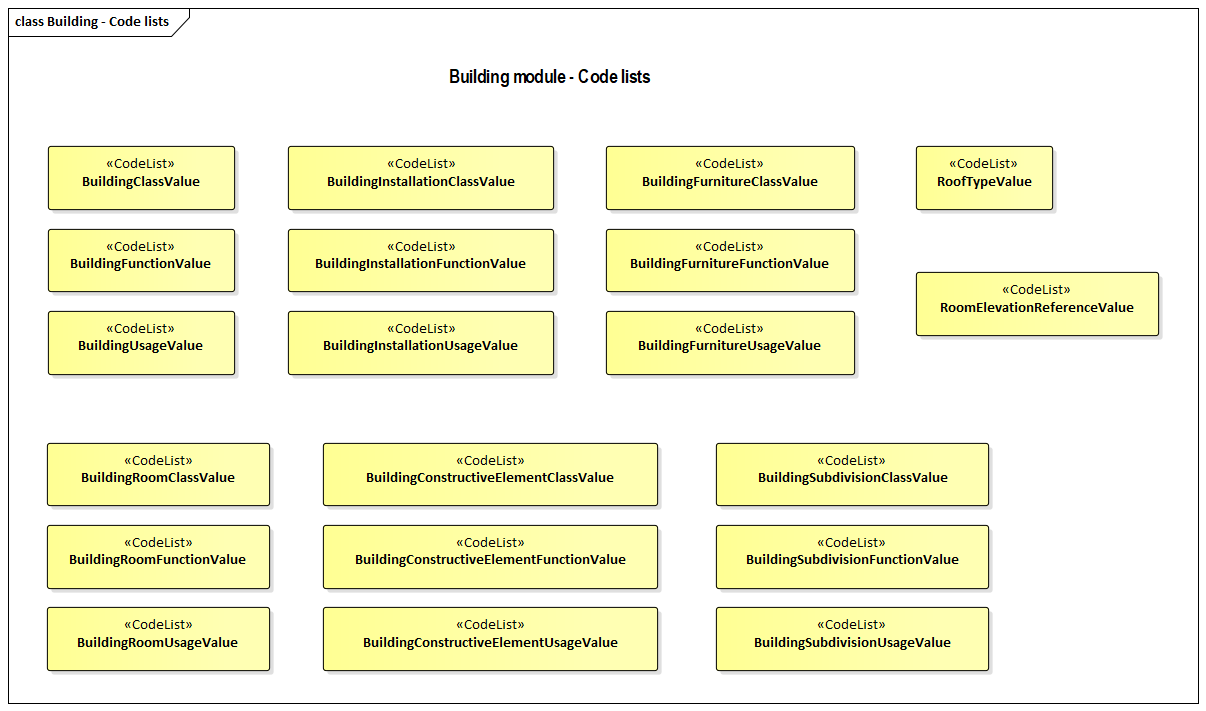 class Building - Code lists
Building module - Code lists
«CodeList»
BuildingClassValue
«CodeList»
BuildingInstallationClassValue
«CodeList»
BuildingFurnitureClassValue
«CodeList»
RoofTypeValue
«CodeList»
BuildingFunctionValue
«CodeList»
BuildingInstallationFunctionValue
«CodeList»
BuildingFurnitureFunctionValue
«CodeList»
RoomElevationReferenceValue
«CodeList»
BuildingUsageValue
«CodeList»
BuildingInstallationUsageValue
«CodeList»
BuildingFurnitureUsageValue
«CodeList»
BuildingRoomClassValue
«CodeList»
BuildingConstructiveElementClassValue
«CodeList»
BuildingSubdivisionClassValue
«CodeList»
BuildingRoomFunctionValue
«CodeList»
BuildingConstructiveElementFunctionValue
«CodeList»
BuildingSubdivisionFunctionValue
«CodeList»
BuildingRoomUsageValue
«CodeList»
BuildingConstructiveElementUsageValue
«CodeList»
BuildingSubdivisionUsageValue